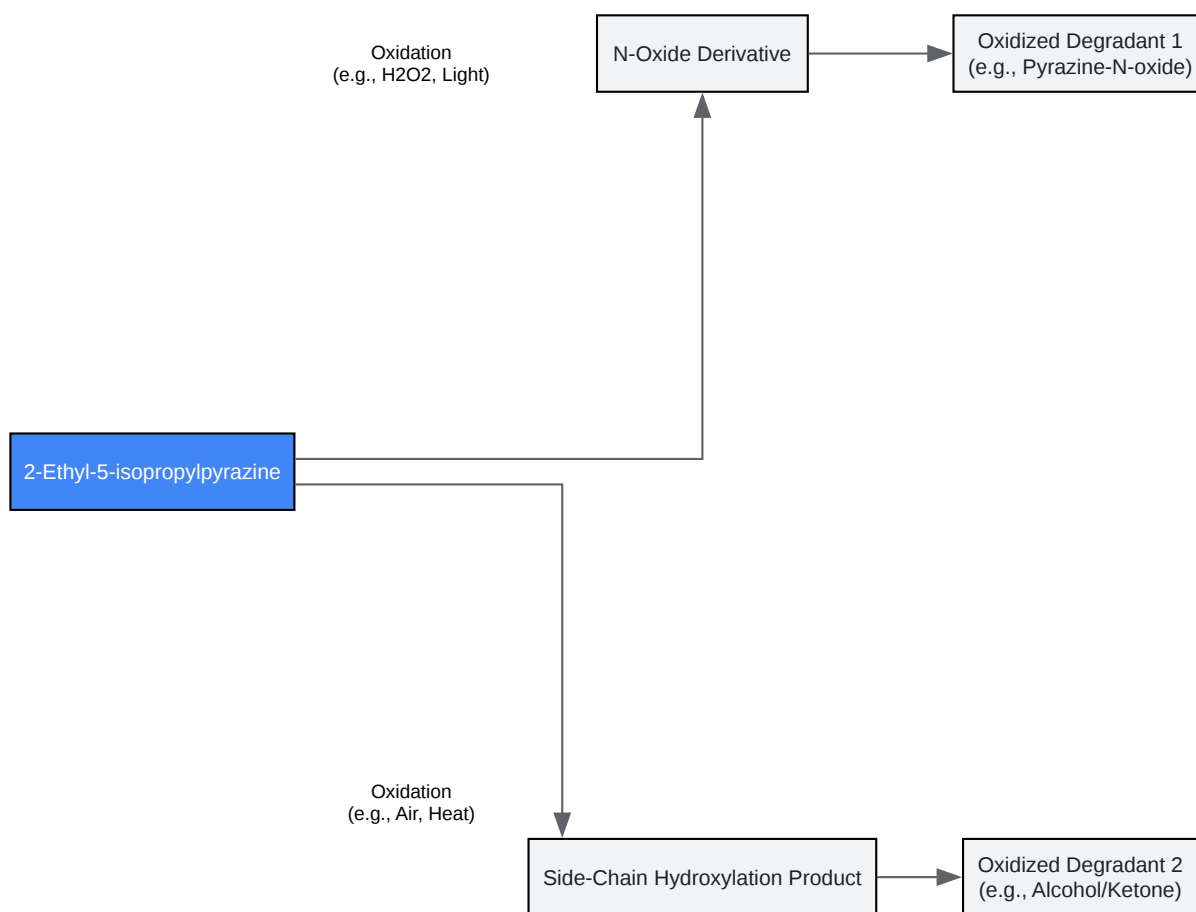 Oxidation
(e.g., H2O2, Light)
N-Oxide Derivative
Oxidized Degradant 1
(e.g., Pyrazine-N-oxide)
2-Ethyl-5-isopropylpyrazine
Oxidation
(e.g., Air, Heat)
Side-Chain Hydroxylation Product
Oxidized Degradant 2
(e.g., Alcohol/Ketone)